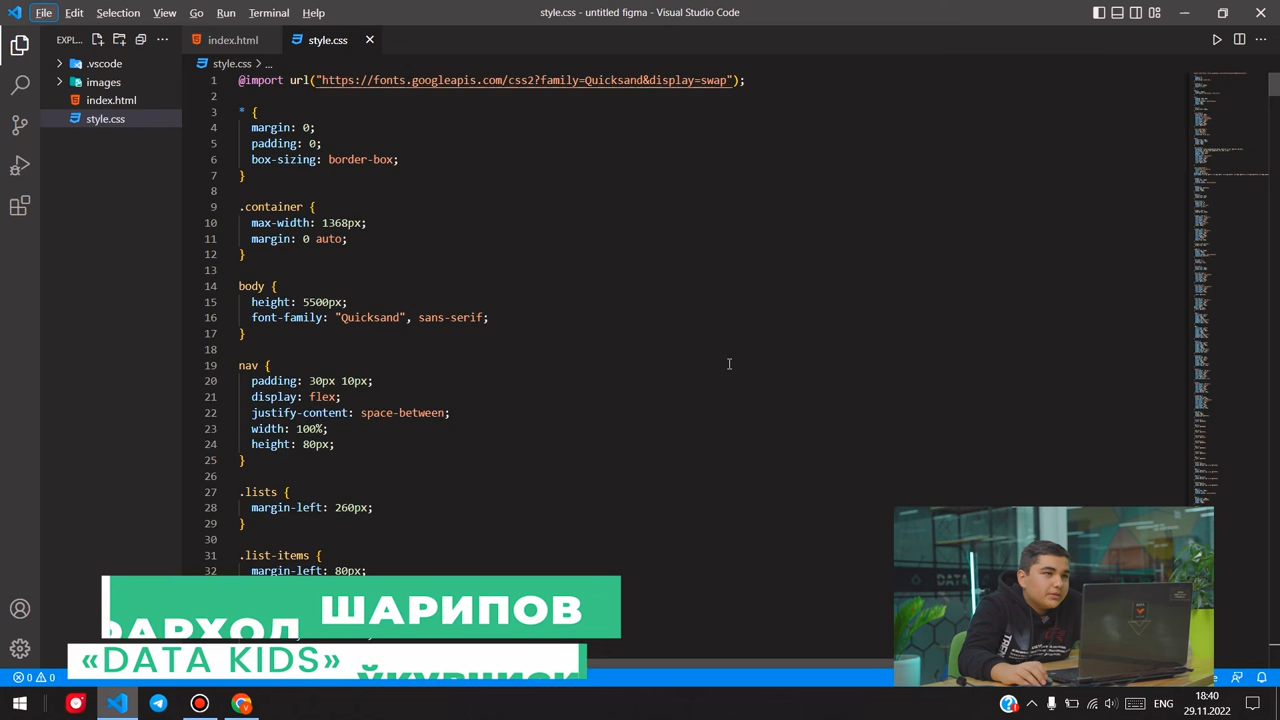 File Edit Selection View Go Run Terminal Help
style.css - untitled figma - Visual Studio Code
EXPL...
index.html
style.css
.vscode
images
index.html
style.css
style.css > ...
1 @import url("https://fonts.googleapis.com/css2?family=Quicksand&display=swap");
2
3 * {
4 margin: 0;
5 padding: 0;
6 box-sizing: border-box;
7 }
8
9 .container {
10 max-width: 1368px;
11 margin: 0 auto;
12 }
13
14 body {
15 height: 5500px;
16 font-family: "Quicksand", sans-serif;
17 }
18
19 nav {
20 padding: 30px 10px;
21 display: flex;
22 justify-content: space-between;
23 width: 100%;
24 height: 80px;
25 }
26
27 .lists {
28 margin-left: 260px;
29 }
30
31 .list-items {
32 margin-left: 80px;
ШАРИПОВ
«DATA KIDS»
DATA
0 0
ENG
18:40
29.11.2022